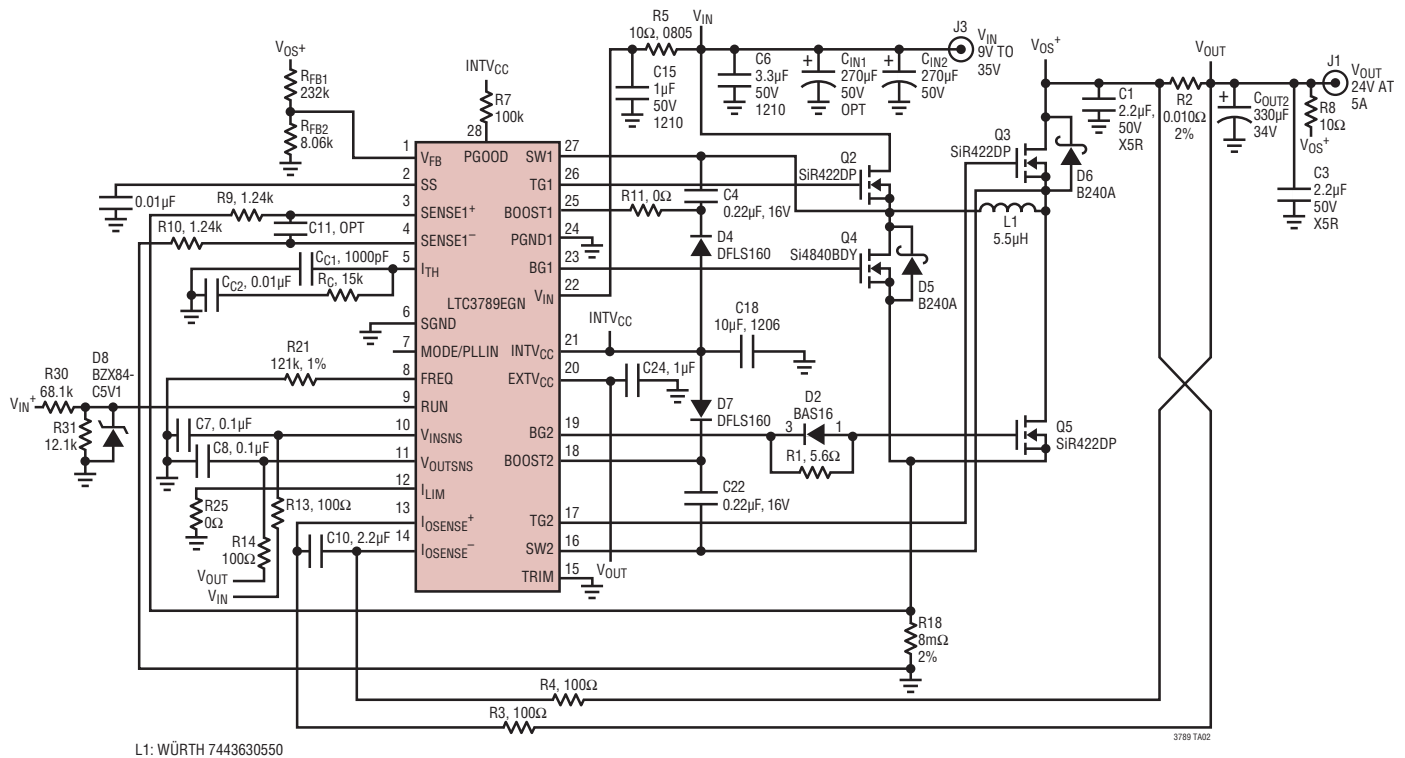 R5
10Ω, 0805
VIN
J3
VIN
9V TO
35V
C15
1µF
50V
1210
C6
3.3µF
50V
1210
+
CIN1
270µF
50V
OPT
+
CIN2
270µF
50V
VOS+
VOUT
J1
VOUT
24V AT
5A
C1
2.2µF,
50V
X5R
R2
0.010Ω
2%
+
COUT2
330µF
34V
R8
10Ω
VOS+
C3
2.2µF
50V
X5R
VOS+
RFB1
232k
RFB2
8.06k
INTVCC
R7
100k
28
PGOOD
1
VFB
2
SS
3
SENSE1+
4
SENSE1−
5
ITH
LTC3789EGN
6
SGND
7
MODE/PLLIN
8
FREQ
9
RUN
10
VINSNS
11
VOUTSNS
12
ILIM
13
IOSENSE+
14
IOSENSE−
SW1
27
TG1
26
BOOST1
25
PGND1
24
BG1
23
VIN
22
INTVCC
21
EXTVCC
20
BG2
19
BOOST2
18
TG2
17
SW2
16
TRIM
15
0.01µF
R9, 1.24k
R10, 1.24k
C11, OPT
CC1, 1000pF
CC2, 0.01µF
RC, 15k
R21
121k, 1%
D8
BZX84-
C5V1
R30
68.1k
VIN+
R31
12.1k
C7, 0.1µF
C8, 0.1µF
R25
0Ω
R13, 100Ω
R14
100Ω
VOUT
VIN
C10, 2.2µF
R11, 0Ω
C4
0.22µF, 16V
D4
DFLS160
Q2
SiR422DP
Q3
SiR422DP
D6
B240A
L1
5.5µH
Q4
Si4840BDY
D5
B240A
INTVCC
C18
10µF, 1206
C24, 1µF
D7
DFLS160
D2
BAS16
3
1
R1, 5.6Ω
Q5
SiR422DP
C22
0.22µF, 16V
VOUT
R18
8mΩ
2%
R4, 100Ω
R3, 100Ω
3789 TA02
L1: WÜRTH 7443630550